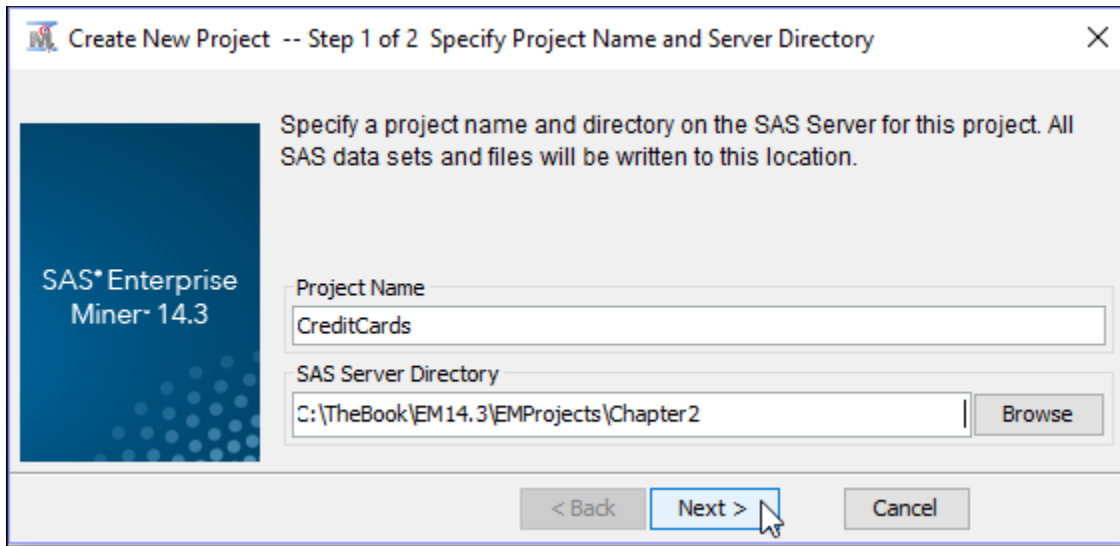 Create New Project -- Step 1 of 2 Specify Project Name and Server Directory
Specify a project name and directory on the SAS Server for this project. All
SAS data sets and files will be written to this location.
SAS® Enterprise
Miner™ 14.3
Project Name
CreditCards
SAS Server Directory
C:\TheBook\EM14.3\EMProjects\Chapter2
Browse
< Back
Next >
Cancel